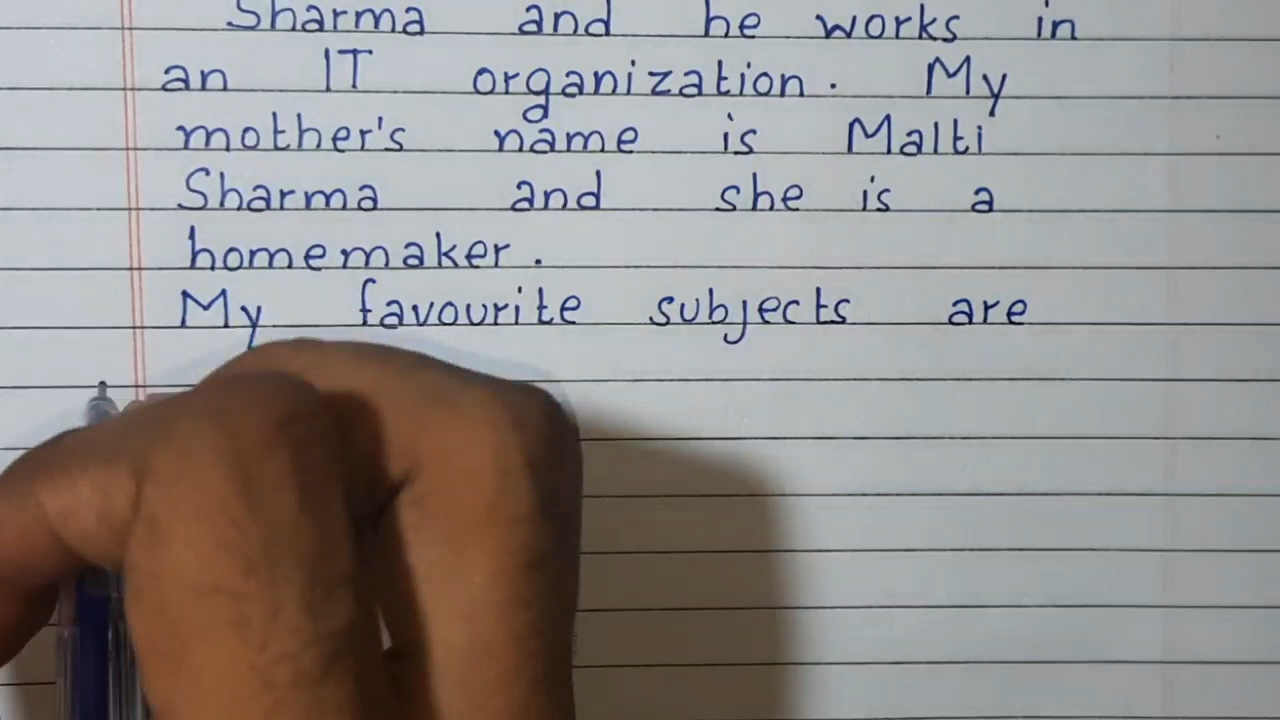 Sharma and he works in
an IT organization. My
mother's name is Malti
Sharma and she is a
homemaker.
My favourite subjects are